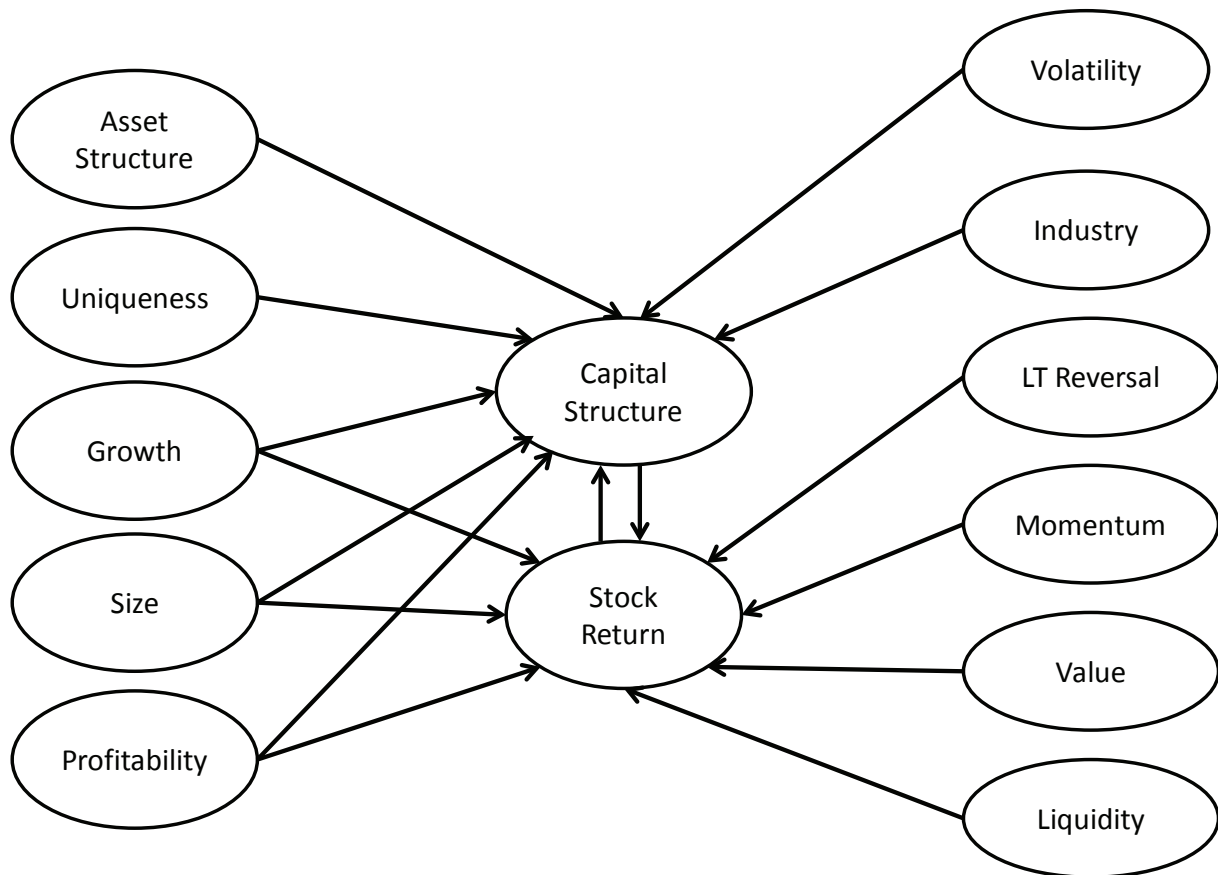 Asset
Structure
Uniqueness
Growth
Size
Profitability
Capital
Structure
Stock
Return
Volatility
Industry
LT Reversal
Momentum
Value
Liquidity